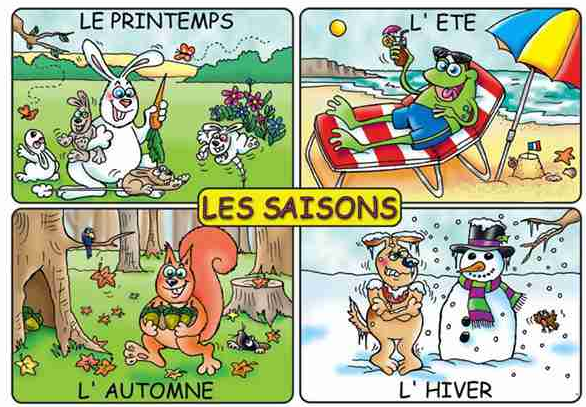 LE PRINTEMPS
L' ETE
LES SAISONS
L' AUTOMNE
L' HIVER